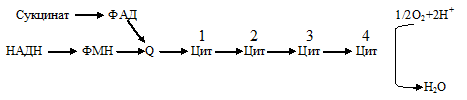 Сукцинат ФАД 1/2O₂+2H⁺
1 2 3 4
НАДН ФМН Q Цит Цит Цит Цит
H₂O